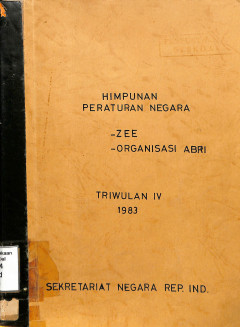 HIMPUNAN
PERATURAN NEGARA
-ZEE
-ORGANISASI ABRI
TRIWULAN IV
1983
SEKRETARIAT NEGARA REP. IND.